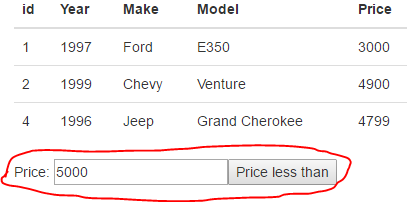 id Year Make Model Price
1 1997 Ford E350 3000
2 1999 Chevy Venture 4900
4 1996 Jeep Grand Cherokee 4799
Price: 5000 Price less than